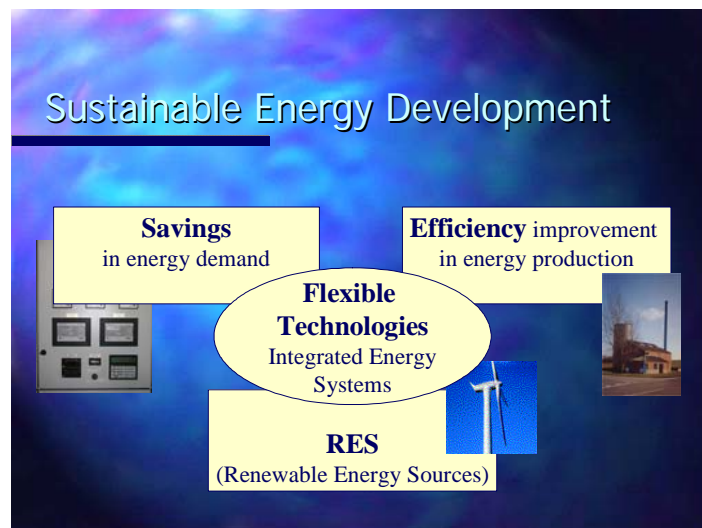 Sustainable Energy Development
Savings
in energy demand
Efficiency improvement
in energy production
Flexible
Technologies
Integrated Energy
Systems
RES
(Renewable Energy Sources)